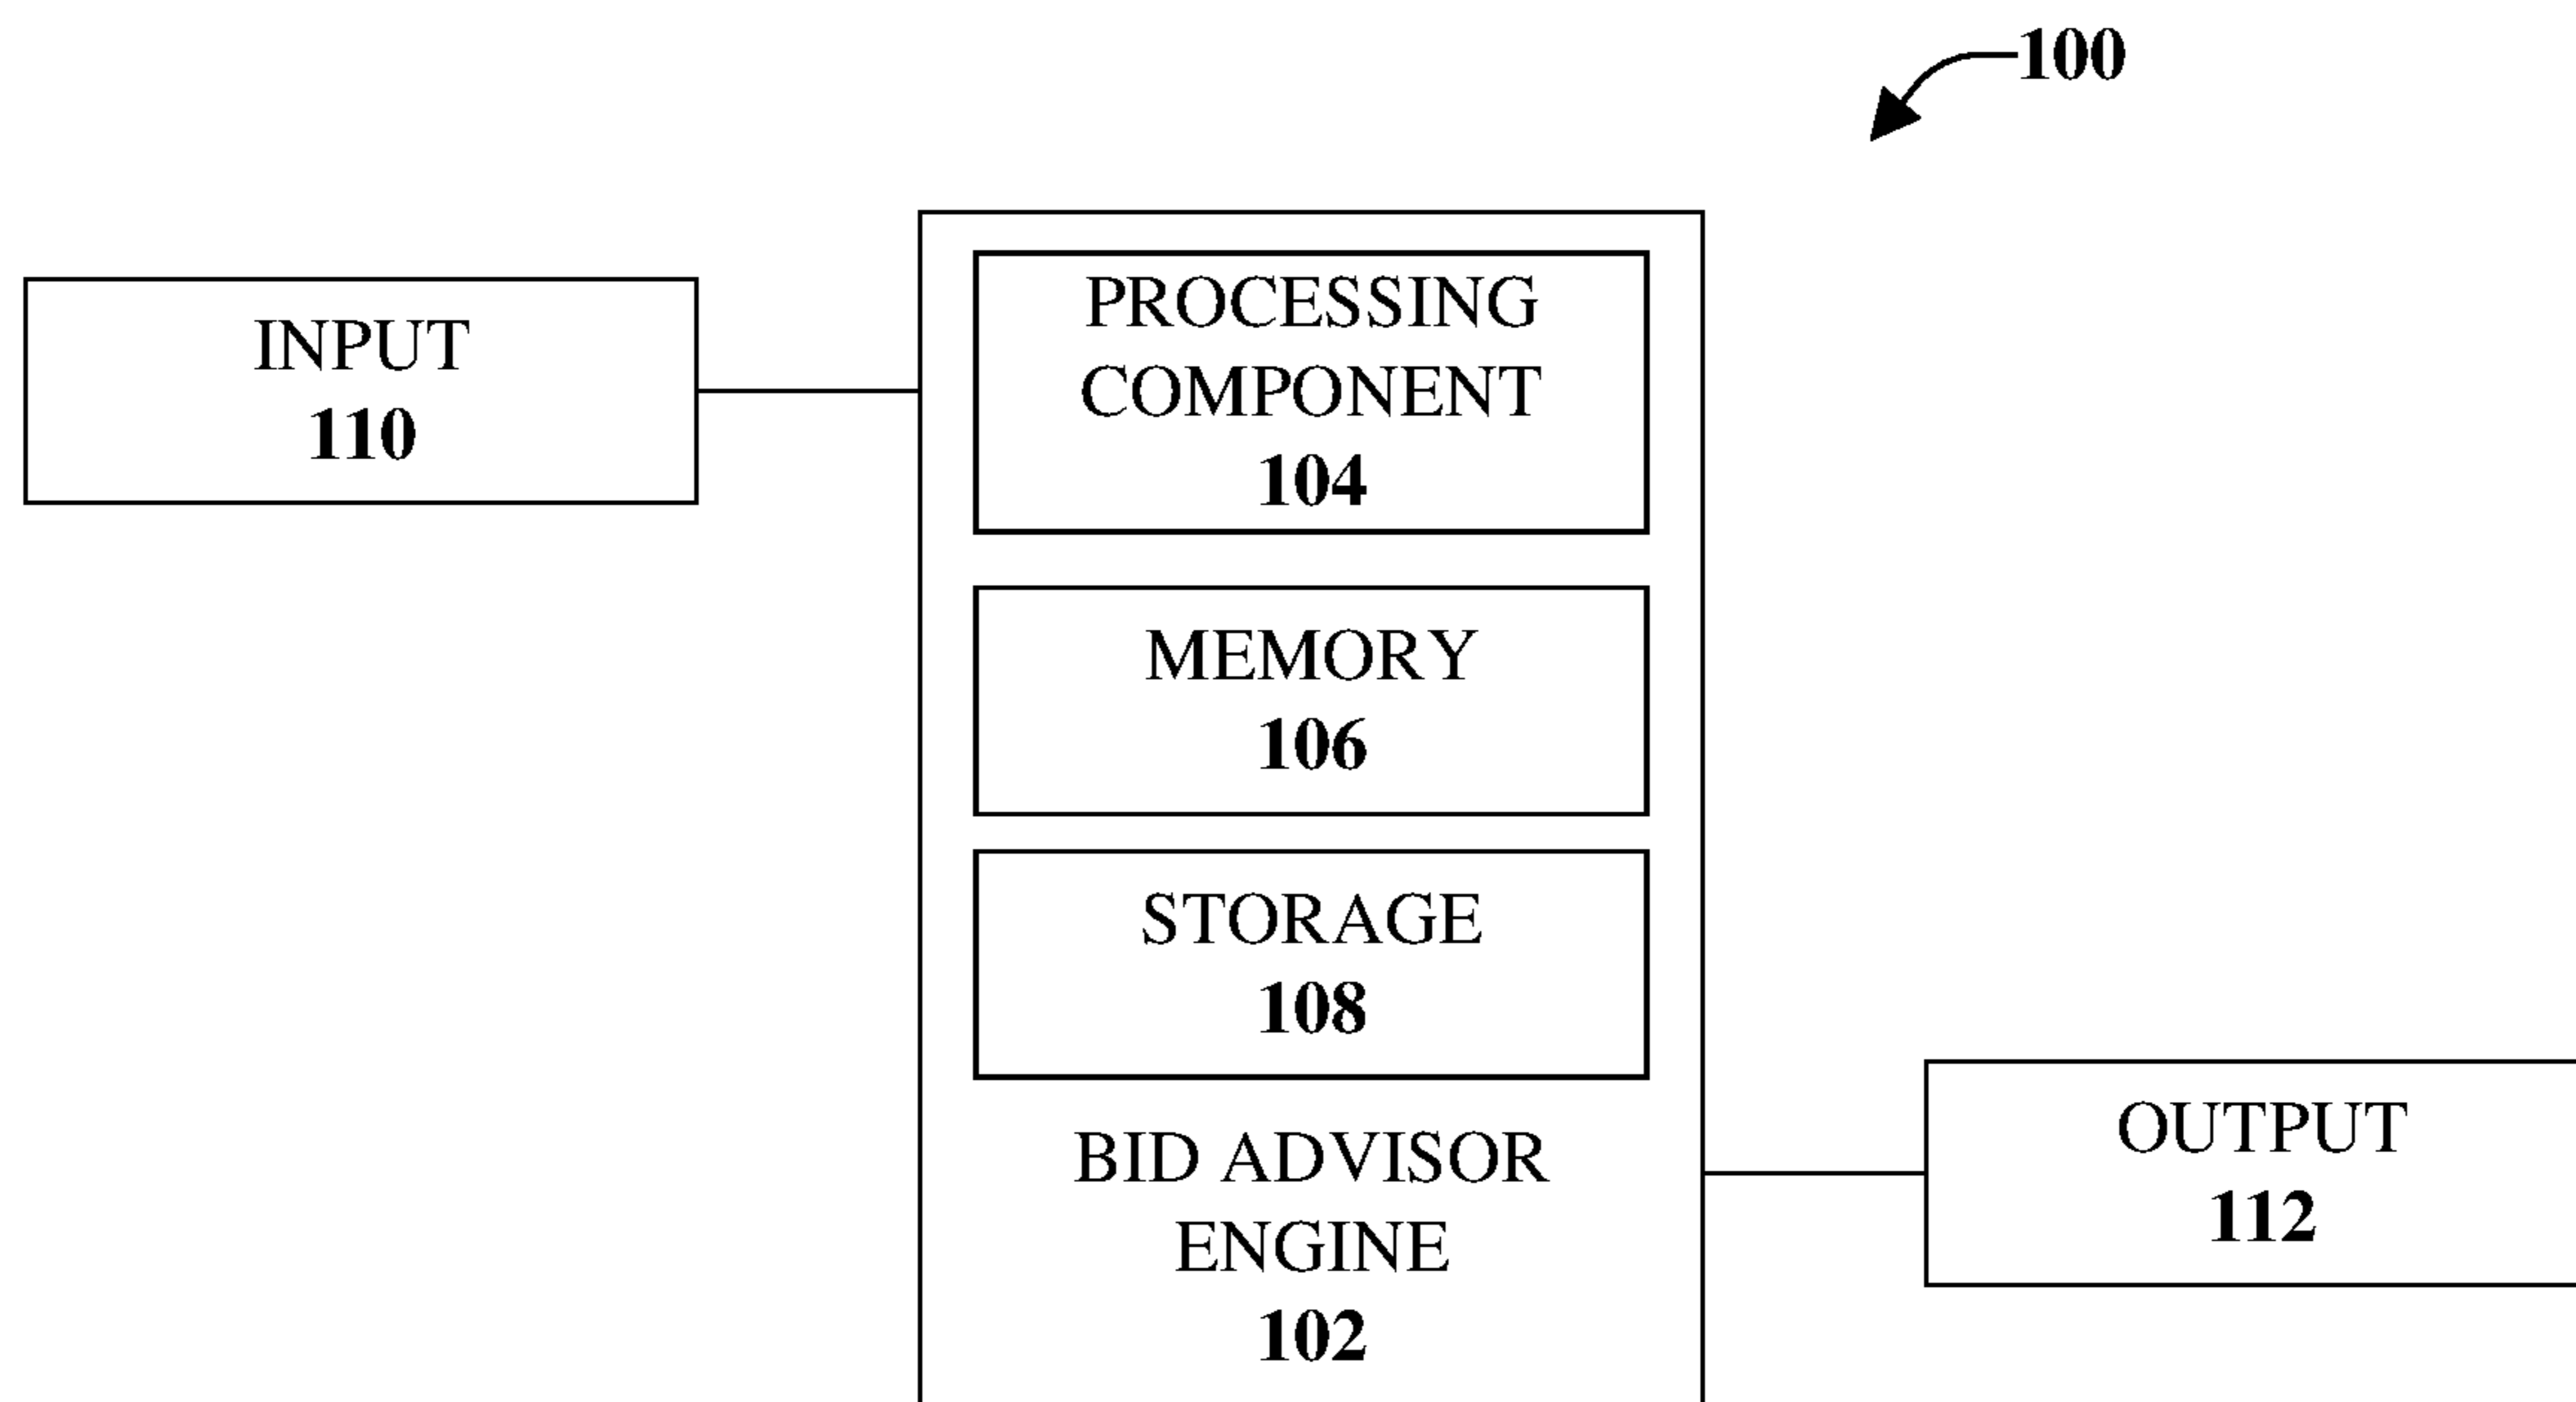 100
INPUT
110
PROCESSING
COMPONENT
104
MEMORY
106
STORAGE
108
BID ADVISOR
ENGINE
102
OUTPUT
112